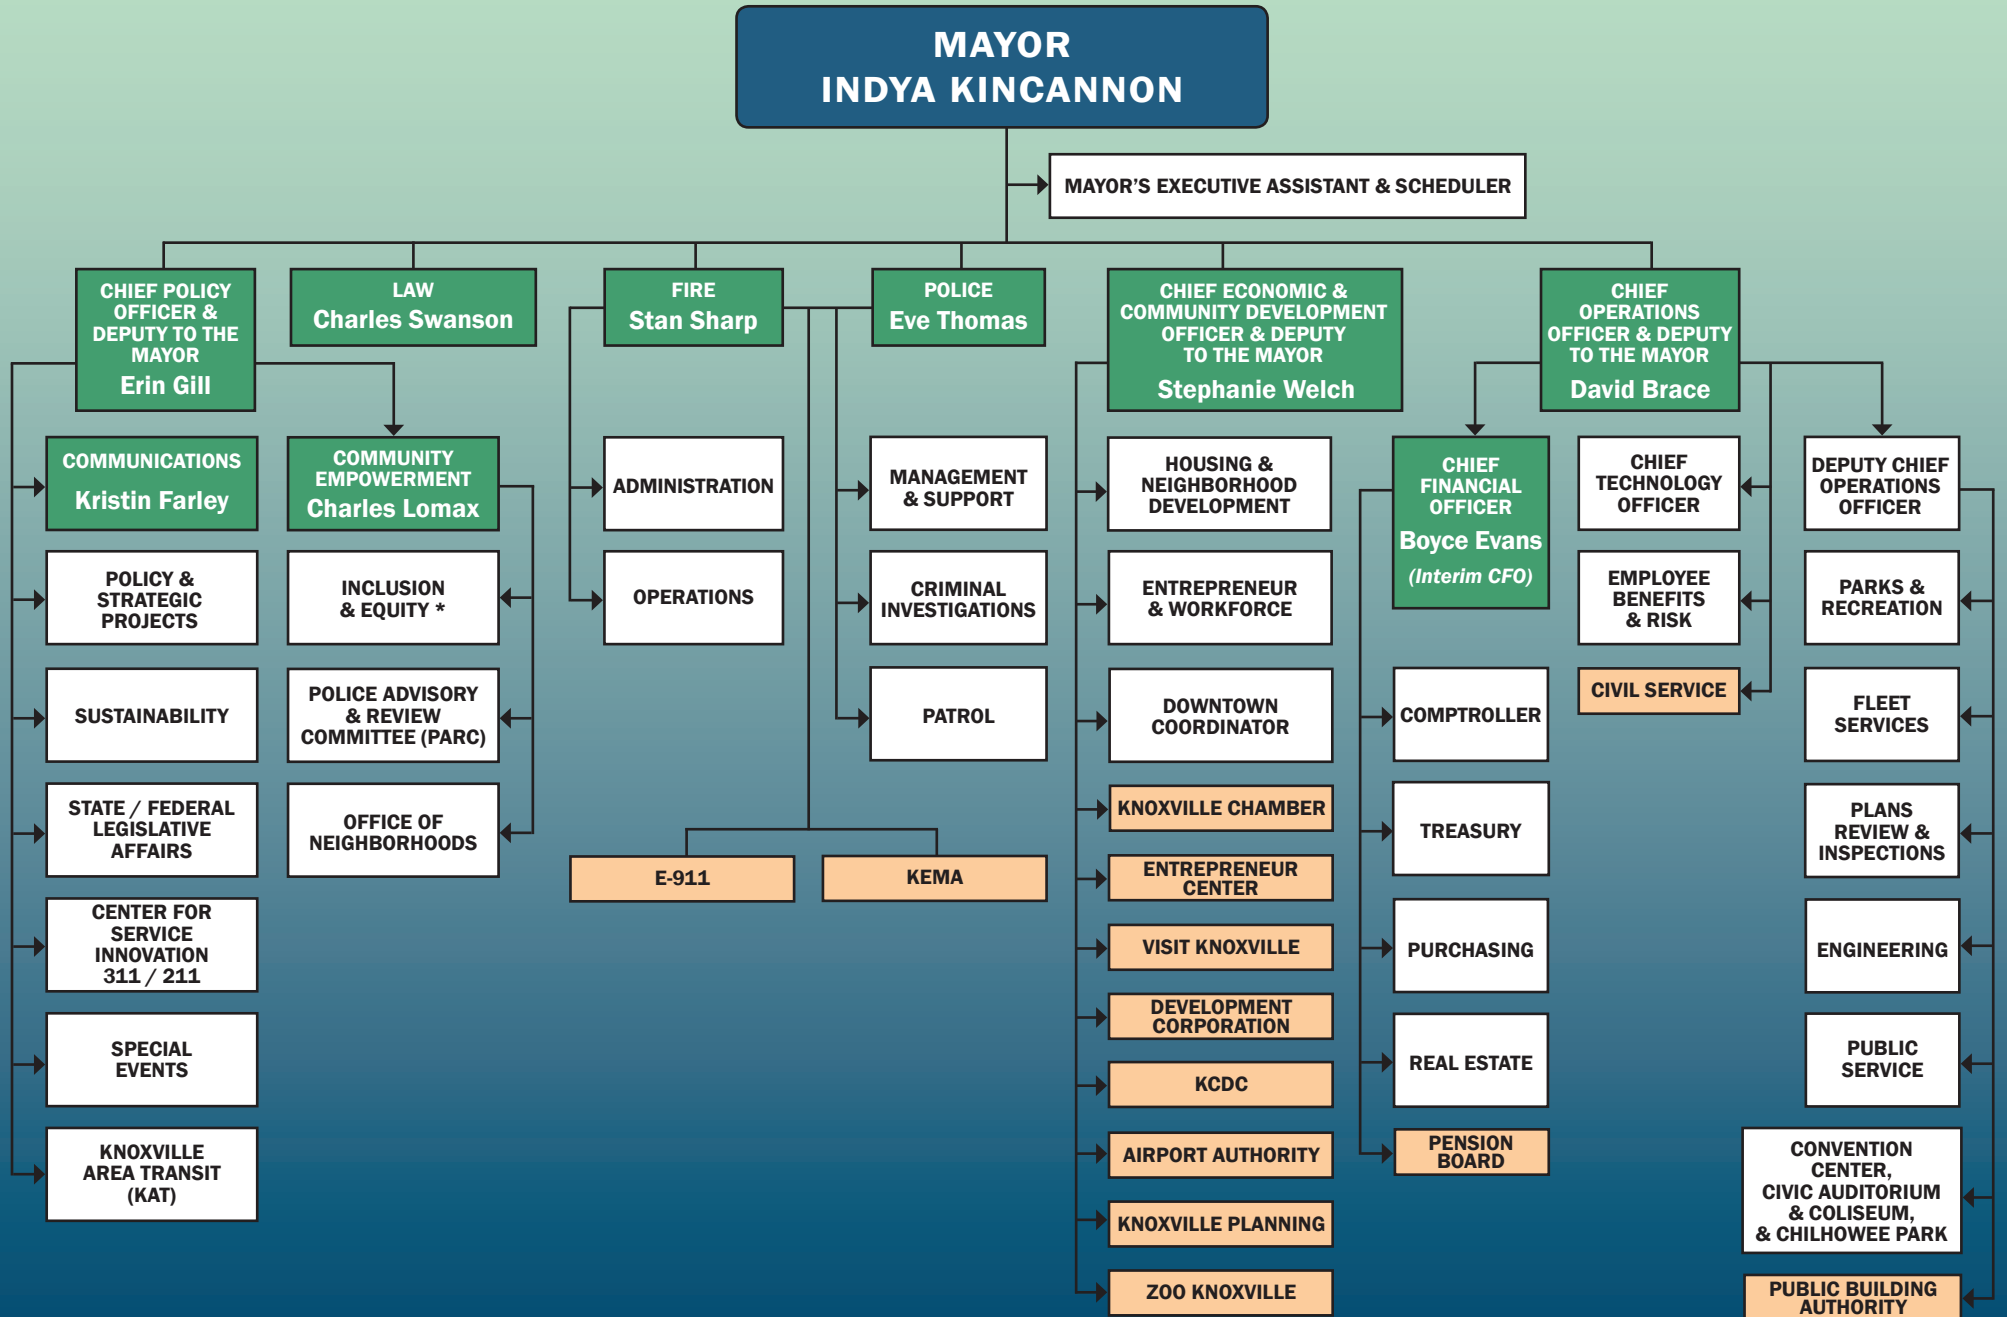 MAYOR
INDYA KINCANNON
MAYOR'S EXECUTIVE ASSISTANT & SCHEDULER
CHIEF POLICY
OFFICER &
DEPUTY TO THE
MAYOR
Erin Gill
LAW
Charles Swanson
FIRE
Stan Sharp
POLICE
Eve Thomas
CHIEF ECONOMIC &
COMMUNITY DEVELOPMENT
OFFICER & DEPUTY
TO THE MAYOR
Stephanie Welch
CHIEF
OPERATIONS
OFFICER & DEPUTY
TO THE MAYOR
David Brace
COMMUNICATIONS
Kristin Farley
POLICY &
STRATEGIC
PROJECTS
SUSTAINABILITY
STATE / FEDERAL
LEGISLATIVE
AFFAIRS
CENTER FOR
SERVICE
INNOVATION
311 / 211
SPECIAL
EVENTS
KNOXVILLE
AREA TRANSIT
(KAT)
COMMUNITY
EMPOWERMENT
Charles Lomax
INCLUSION
& EQUITY *
POLICE ADVISORY
& REVIEW
COMMITTEE (PARC)
OFFICE OF
NEIGHBORHOODS
ADMINISTRATION
OPERATIONS
E-911
KEMA
MANAGEMENT
& SUPPORT
CRIMINAL
INVESTIGATIONS
PATROL
HOUSING &
NEIGHBORHOOD
DEVELOPMENT
ENTREPRENEUR
& WORKFORCE
DOWNTOWN
COORDINATOR
KNOXVILLE CHAMBER
ENTREPRENEUR
CENTER
VISIT KNOXVILLE
DEVELOPMENT
CORPORATION
KCDC
AIRPORT AUTHORITY
KNOXVILLE PLANNING
ZOO KNOXVILLE
CHIEF
FINANCIAL
OFFICER
Boyce Evans
(Interim CFO)
COMPTROLLER
TREASURY
PURCHASING
REAL ESTATE
PENSION
BOARD
CHIEF
TECHNOLOGY
OFFICER
EMPLOYEE
BENEFITS
& RISK
CIVIL SERVICE
DEPUTY CHIEF
OPERATIONS
OFFICER
PARKS &
RECREATION
FLEET
SERVICES
PLANS
REVIEW &
INSPECTIONS
ENGINEERING
PUBLIC
SERVICE
CONVENTION
CENTER,
CIVIC AUDITORIUM
& COLISEUM,
& CHILHOWEE PARK
PUBLIC BUILDING
AUTHORITY